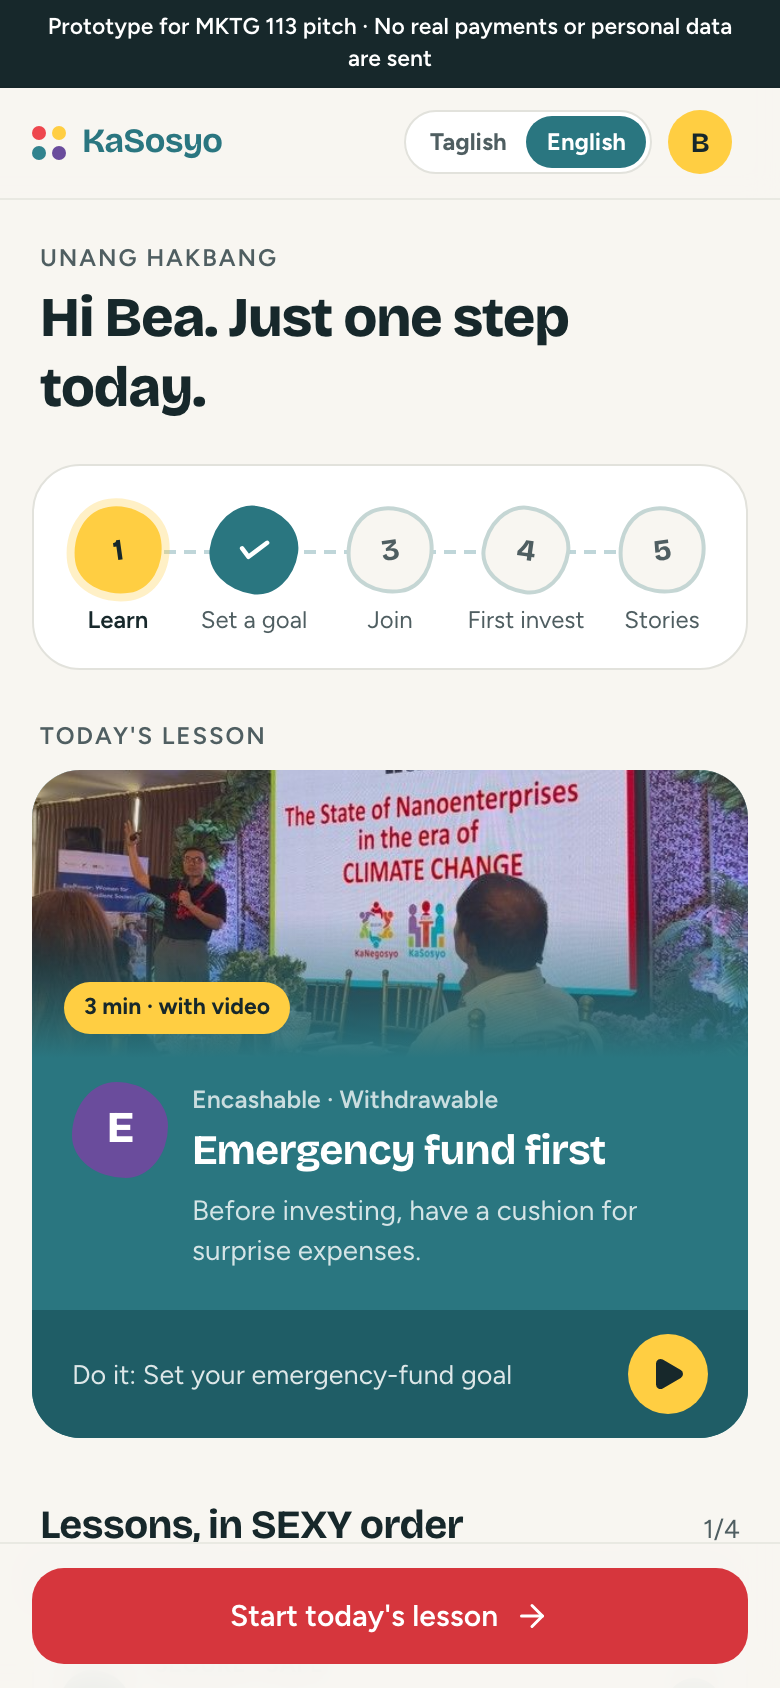 Prototype for MKTG 113 pitch · No real payments or personal data
are sent
KaSosyo
Taglish
English
B
UNANG HAKBANG
Hi Bea. Just one step
today.
1
3
4
5
Learn
Set a goal
Join
First invest
Stories
TODAY'S LESSON
The State of Nanoenterprises
in the era of
CLIMATE CHANGE
KaNegosyo
KaSosyo
3 min · with video
E
Encashable · Withdrawable
Emergency fund first
Before investing, have a cushion for
surprise expenses.
Do it: Set your emergency-fund goal
Lessons, in SEXY order
1/4
Start today's lesson →